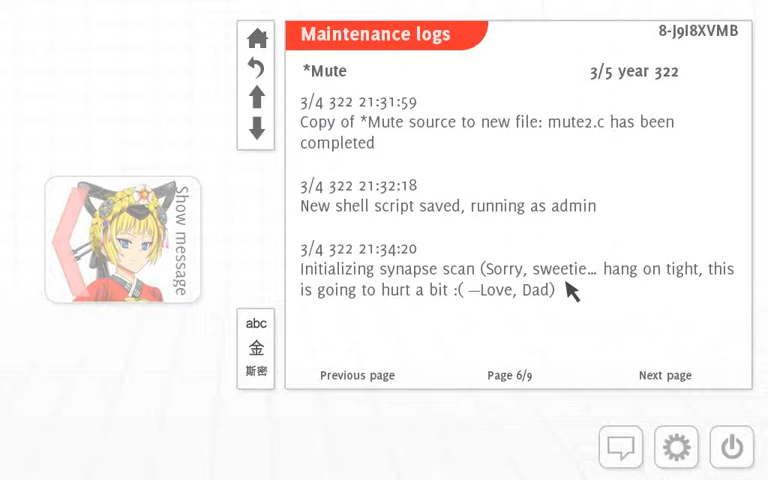 Maintenance logs
8-J9I8XVMB
*Mute
3/5 year 322
3/4 322 21:31:59
Copy of *Mute source to new file: mute2.c has been
completed
3/4 322 21:32:18
New shell script saved, running as admin
3/4 322 21:34:20
Initializing synapse scan (Sorry, sweetie... hang on tight, this
is going to hurt a bit :( —Love, Dad)
Previous page
Page 6/9
Next page
Show message
abc
金
斯密